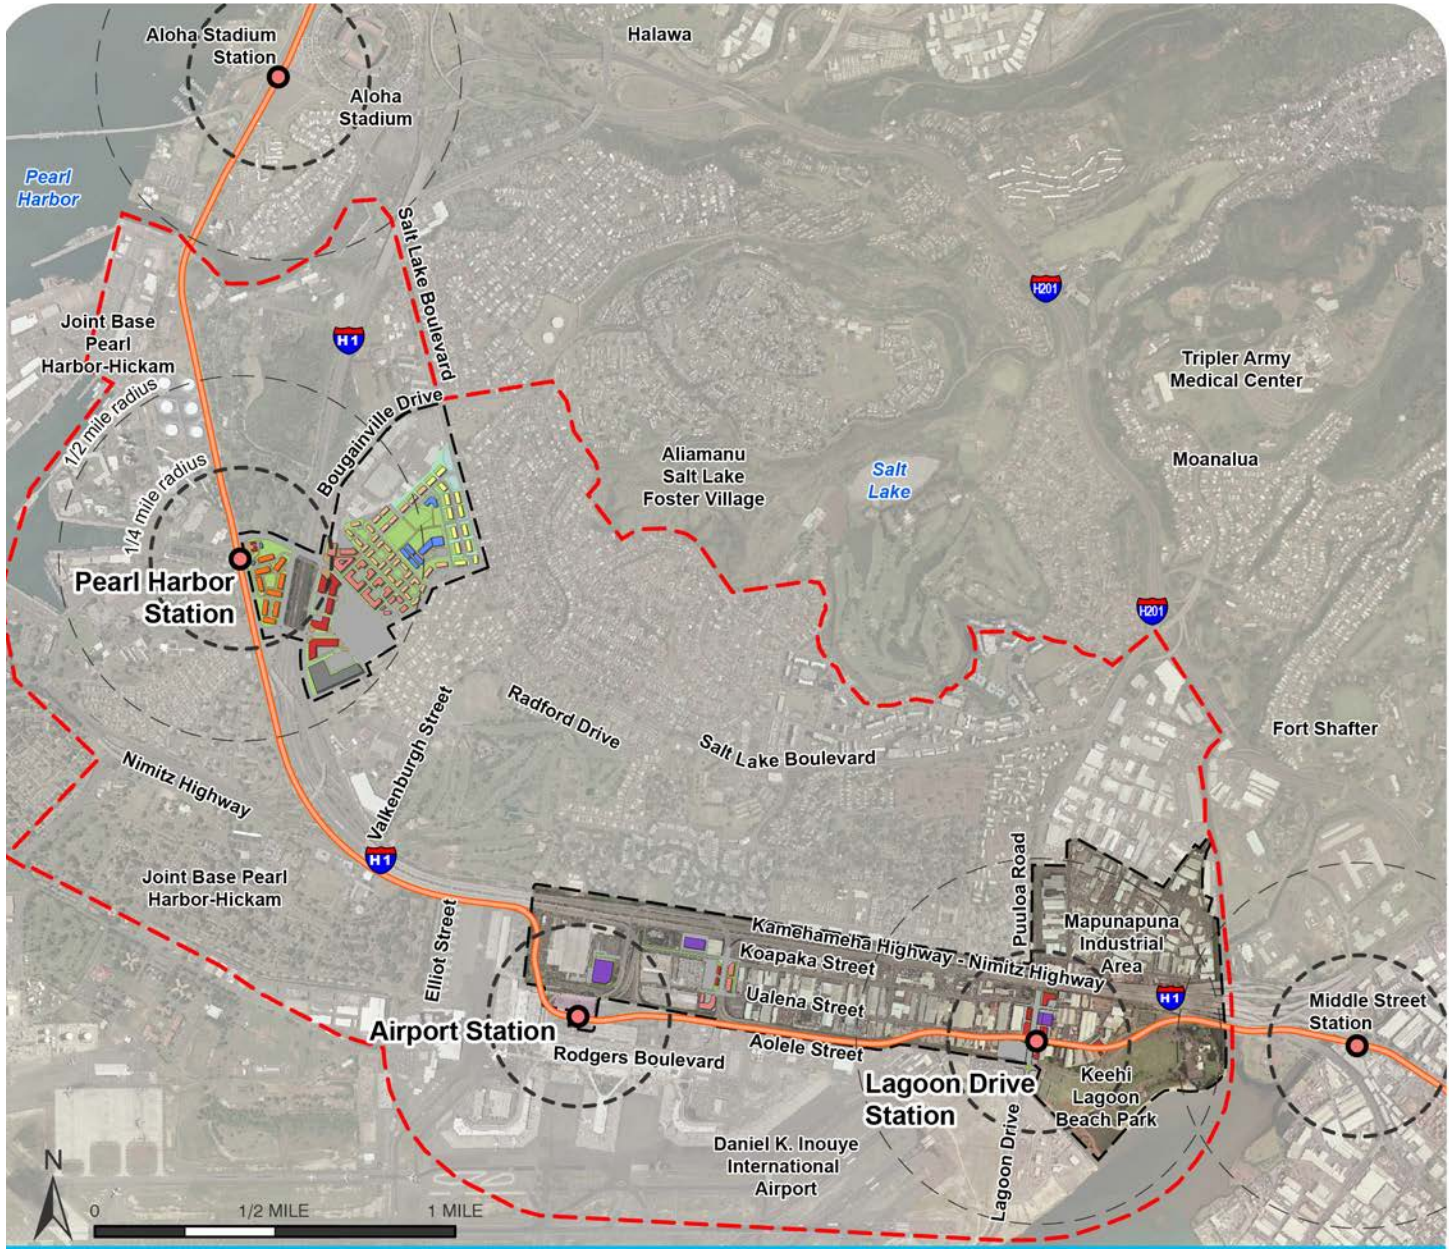 Aloha Stadium
Station
Halawa
Aloha
Stadium
Pearl
Harbor
Salt Lake Boulevard
H201
Joint Base
Pearl
Harbor-Hickam
H1
Tripler Army
Medical Center
1/2 mile radius
Bougainville Drive
1/4 mile radius
Aliamanu
Salt Lake
Foster Village
Salt
Lake
Moanalua
Pearl Harbor
Station
H201
Valkenburgh Street
Radford Drive
Salt Lake Boulevard
Fort Shafter
Nimitz Highway
H1
Joint Base Pearl
Harbor-Hickam
Elliot Street
Puuloa Road
Mapunapuna
Industrial
Area
Kamehameha Highway - Nimitz Highway
Koapaka Street
Ualena Street
H1
Middle Street
Station
Airport Station
Rodgers Boulevard
Aolele Street
Lagoon Drive
Station
Keehi
Lagoon
Beach Park
Lagoon Drive
Daniel K. Inouye
International
Airport
N
0 1/2 MILE 1 MILE